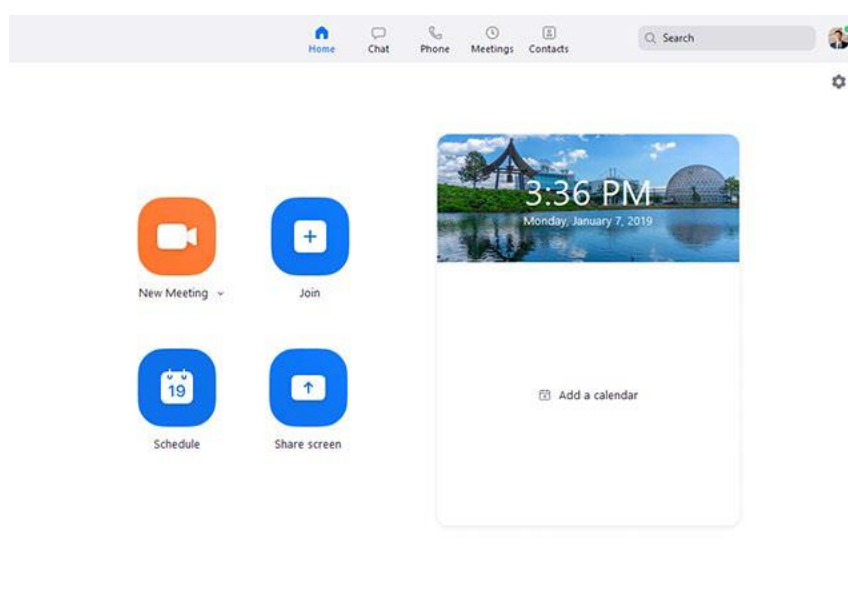 Home Chat Phone Meetings Contacts Search
3:36 PM
Monday, January 7, 2019
New Meeting Join
19
Schedule Share screen
Add a calendar